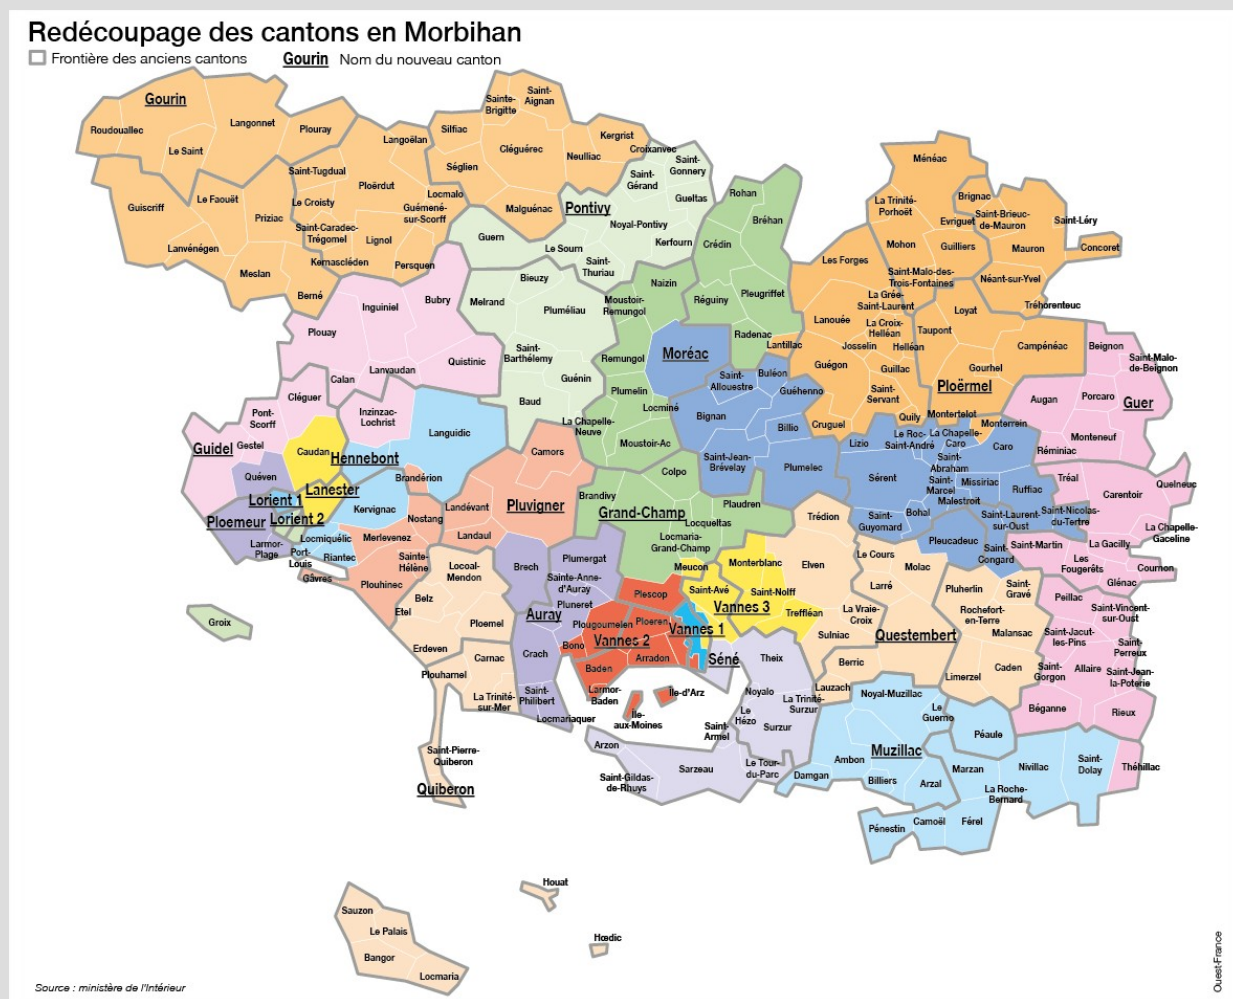 Redécoupage des cantons en Morbihan
Frontière des anciens cantons
Gourin Nom du nouveau canton
Gourin
Roudouallec
Langonnet
Plouray
Le Saint
Guiscriff
Le Faouët
Priziac
Lanvénégen
Meslan
Berné
Saint-Tugdual
Le Croisty
Saint-Caradec-
Trégomel
Kernascléden
Ploërdut
Lignol
Langoëlan
Locmalo
Guémené-
sur-Scorff
Persquen
Silfiac
Séglien
Sainte-
Brigitte
Saint-
Aignan
Cléguérec
Malguénac
Neulliac
Kergrist
Croixanvec
Saint-
Gonnery
Saint-
Gérand
Gueltas
Pontivy
Noyal-Pontivy
Kerfourn
Guern
Le Sourn
Saint-
Thuriau
Bieuzy
Melrand
Pluméliau
Saint-
Barthélemy
Guénin
Baud
La Chapelle-
Neuve
Rohan
Bréhan
Crédin
Pleugriffet
Réguiny
Radenac
Naizin
Moustoir-
Remungol
Remungol
Plumelin
Locminé
Moustoir-Ac
Moréac
Saint-
Allouestre
Buléon
Guéhenno
Bignan
Billio
Saint-Jean-
Brévelay
Plumelec
Lantillac
Ménéac
La Trinité-
Porhoët
Brignac
Evriguet
Saint-Brieuc-
de-Mauron
Saint-Léry
Concoret
Mauron
Mohon
Guilliers
Les Forges
Saint-Malo-des-
Trois-Fontaines
Néant-sur-Yvel
Tréhorenteuc
La Grée-
Saint-Laurent
Loyat
Lanouée
La Croix-
Helléan
Taupont
Josselin
Helléan
Campénéac
Guégon
Guillac
Gourhel
Ploërmel
Saint-
Servant
Quily
Montertelot
Monterrein
Cruguel
Beignon
Saint-Malo-
de-Beignon
Augan
Porcaro
Guer
Monteneuf
Réminiac
Tréal
Carentoir
Quelneuc
La Chapelle-
Gaceline
Saint-Nicolas-
du-Tertre
La Gacilly
Les
Fougerêts
Cournon
Glénac
Saint-Martin
Peillac
Saint-Vincent-
sur-Oust
Saint-Jacut-
les-Pins
Saint-
Perreux
Saint-
Gorgon
Allaire
Saint-Jean-
la-Poterie
Béganne
Rieux
Théhillac
Lizio
Le Roc-
Saint-André
La Chapelle-
Caro
Caro
Saint-
Abraham
Sérent
Saint-
Marcel
Missiriac
Malestroit
Ruffiac
Saint-
Guyomard
Bohal
Saint-Laurent-
sur-Oust
Pleucadeuc
Saint-
Congard
Inguiniel
Bubry
Plouay
Quistinic
Lanvaudan
Calan
Cléguer
Inzinzac-
Lochrist
Pont-
Scorff
Guidel
Gestel
Caudan
Hennebont
Languidic
Quéven
Lanester
Lorient 1
Ploemeur
Lorient 2
Brandérion
Kervignac
Larmor-
Plage
Locmiquélic
Port-
Louis
Riantec
Gâvres
Nostang
Merlevenez
Sainte-
Hélène
Plouhinec
Landévant
Landaul
Pluvigner
Camors
Groix
Brandivy
Grand-Champ
Colpo
Plaudren
Locqueltas
Locmaria-
Grand-Champ
Meucon
Locoal-
Mendon
Belz
Etel
Ploemel
Erdeven
Carnac
Plouharnel
La Trinité-
sur-Mer
Saint-Pierre-
Quiberon
Quiberon
Brech
Plumergat
Sainte-Anne-
d'Auray
Pluneret
Auray
Crach
Saint-
Philibert
Locmariaquer
Plescop
Plougoumelen
Ploeren
Vannes 2
Bono
Baden
Arradon
Larmor-
Baden
Île-
aux-Moines
Île-d'Arz
Vannes 1
Saint-Avé
Monterblanc
Saint-Nolff
Vannes 3
Treffléan
Séné
Theix
Noyalo
La Trinité-
Surzur
Le
Hézo
Surzur
Saint-
Armel
Le Tour-
du-Parc
Arzon
Sarzeau
Saint-Gildas-
de-Rhuys
Trédion
Elven
Le Cours
Molac
Larré
La Vraie-
Croix
Sulniac
Questembert
Berric
Lauzach
Pluherlin
Saint-
Gravé
Rochefort-
en-Terre
Malansac
Caden
Limerzel
Noyal-Muzillac
Le
Guerno
Péaule
Muzillac
Ambon
Damgan
Billiers
Arzal
Marzan
Nivillac
Saint-
Dolay
La Roche-
Bernard
Pénestin
Camoël
Férel
Houat
Hœdic
Sauzon
Le Palais
Bangor
Locmaria
Source : ministère de l'Intérieur
Ouest-France